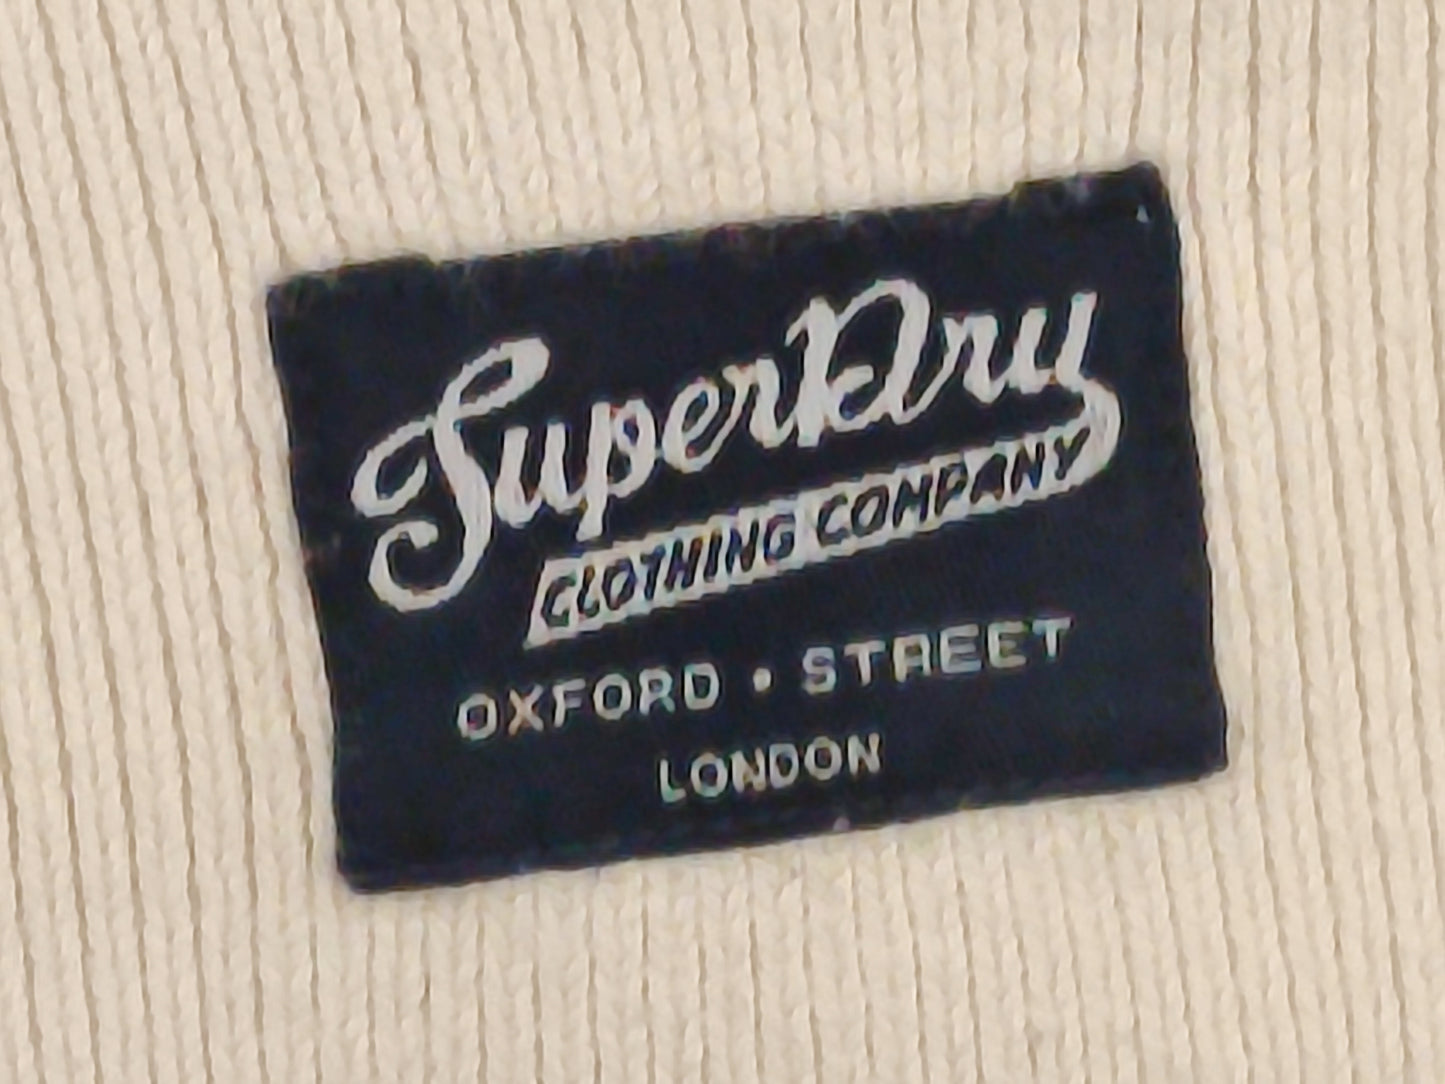 SuperDry
CLOTHING COMPANY
OXFORD • STREET
LONDON